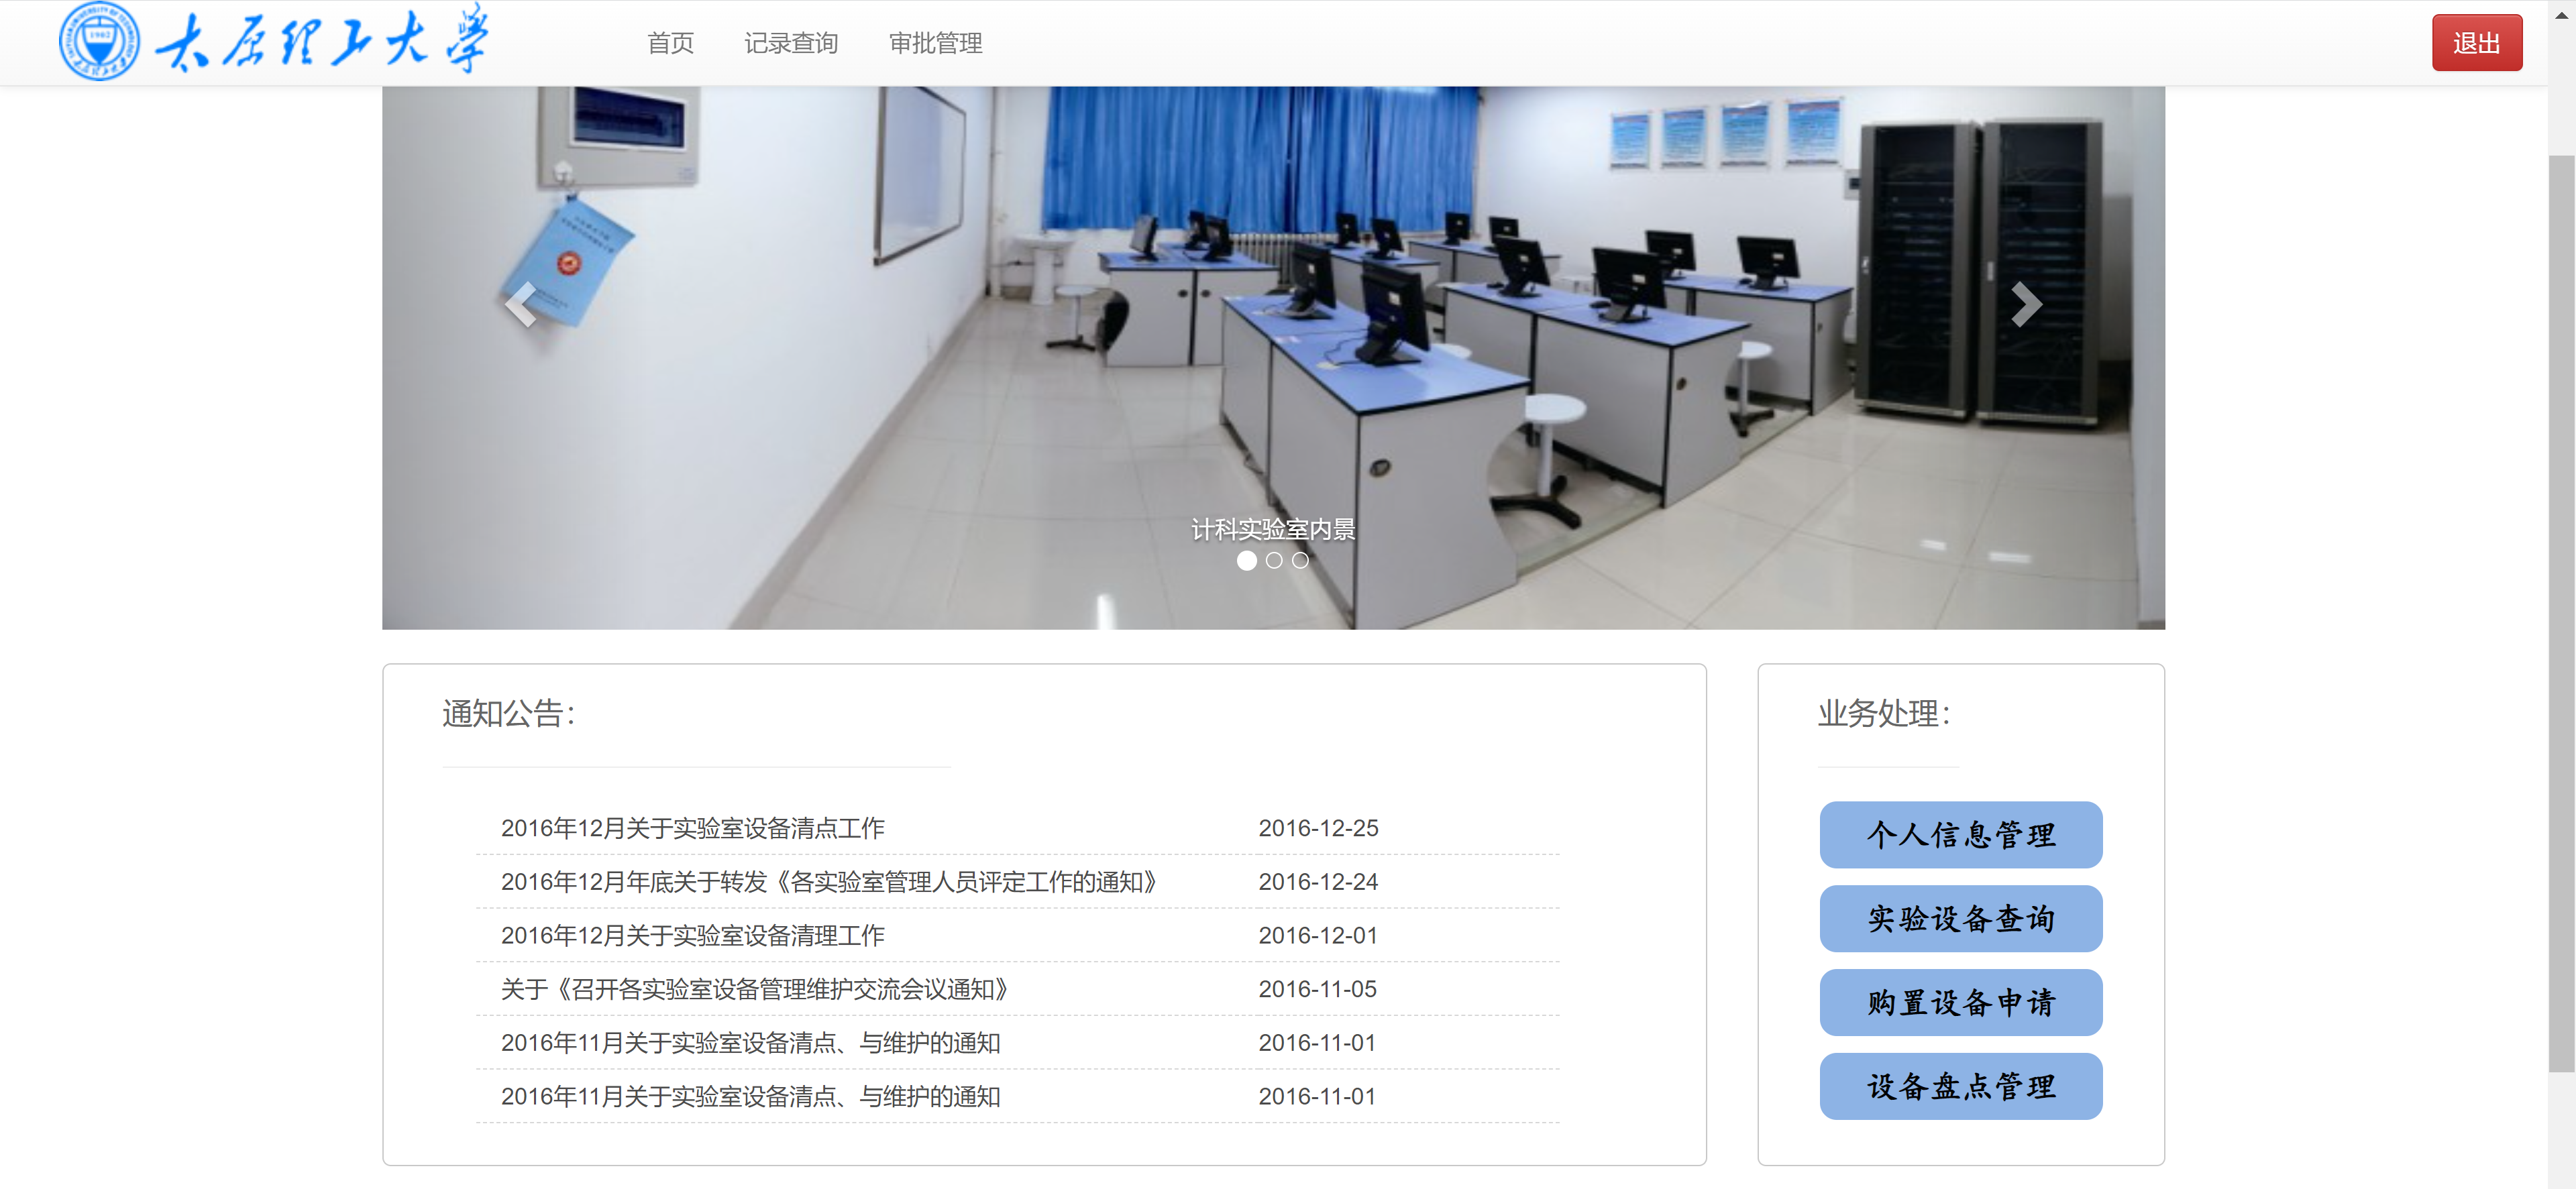 太原理工大学
首页 记录查询 审批管理 退出
计科实验室内景
通知公告：
2016年12月关于实验室设备清点工作 2016-12-25
2016年12月年底关于转发《各实验室管理人员评定工作的通知》 2016-12-24
2016年12月关于实验室设备清理工作 2016-12-01
关于《召开各实验室设备管理维护交流会议通知》 2016-11-05
2016年11月关于实验室设备清点、与维护的通知 2016-11-01
2016年11月关于实验室设备清点、与维护的通知 2016-11-01
业务处理：
个人信息管理
实验设备查询
购置设备申请
设备盘点管理